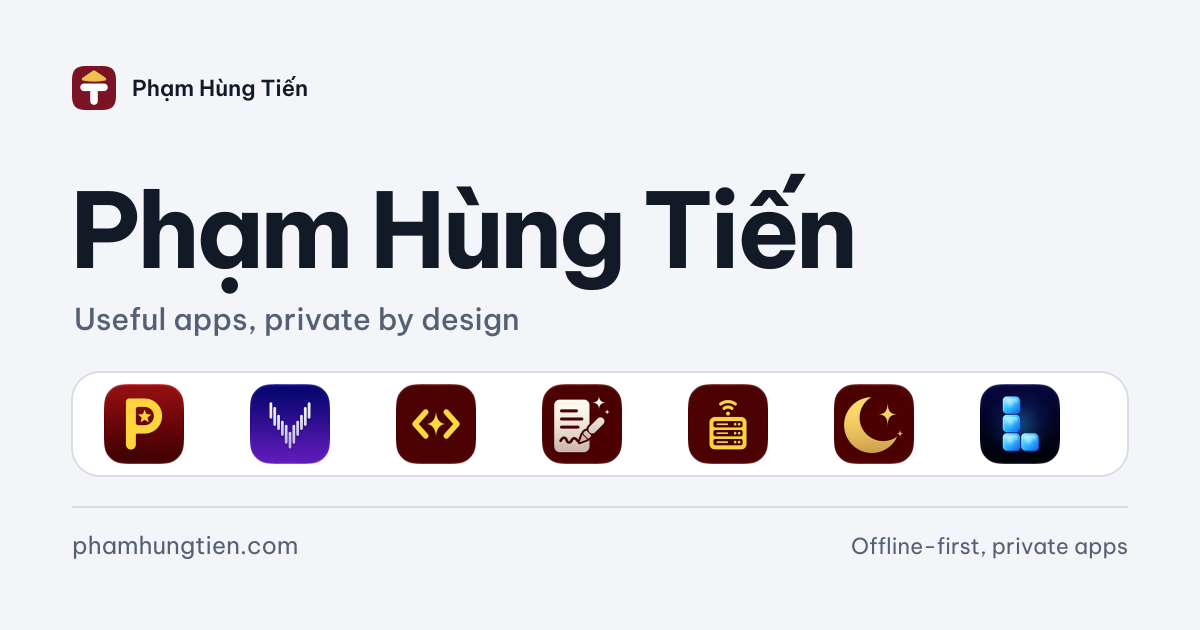 Phạm Hùng Tiến
Phạm Hùng Tiến
Useful apps, private by design
phamhungtien.com
Offline-first, private apps